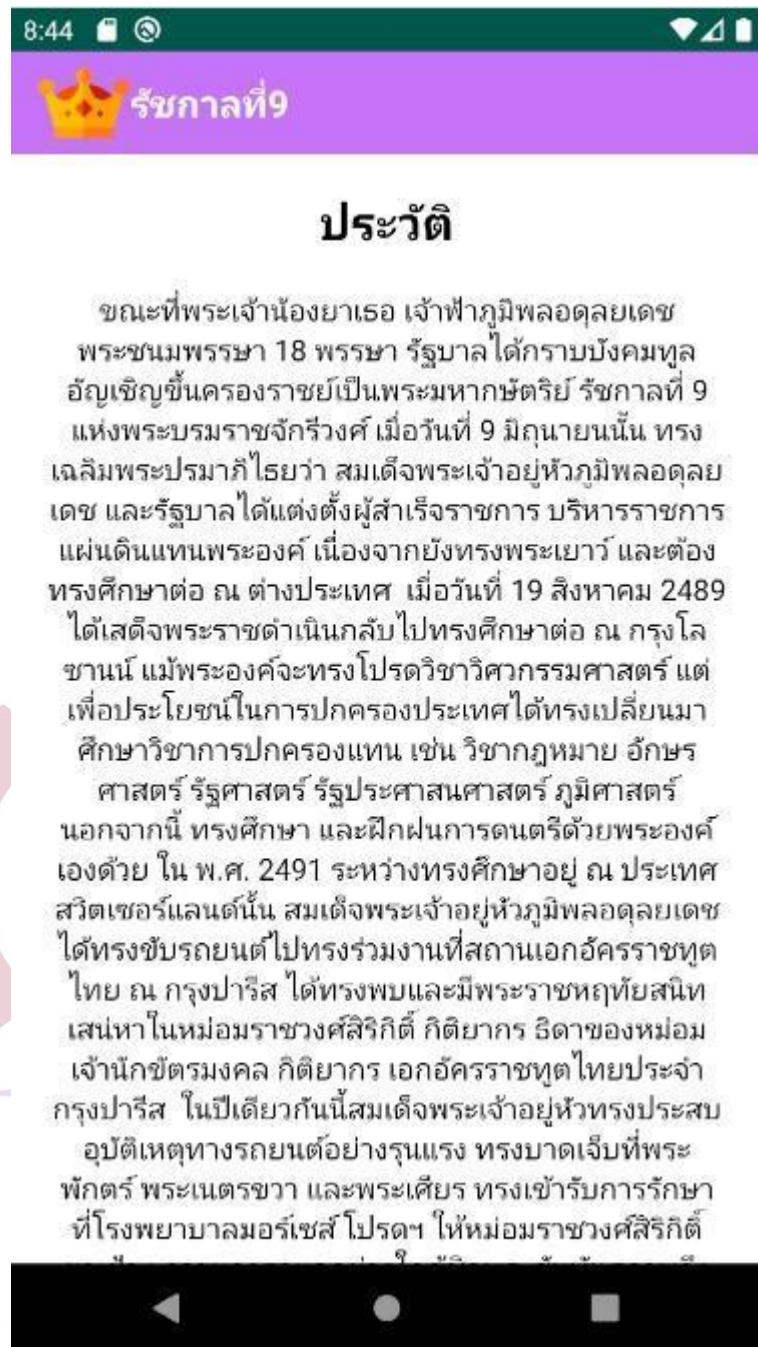 8:44
รัชกาลที่9
ประวัติ
ขณะที่พระเจ้าน้องยาเธอ เจ้าฟ้าภูมิพลอดุลยเดช
พระชนมพรรษา 18 พรรษา รัฐบาลได้กราบบังคมทูล
อัญเชิญขึ้นครองราชย์เป็นพระมหากษัตริย์ รัชกาลที่ 9
แห่งพระบรมราชจักรีวงศ์ เมื่อวันที่ 9 มิถุนายนนั้น ทรง
เฉลิมพระปรมาภิไธยว่า สมเด็จพระเจ้าอยู่หัวภูมิพลอดุลย
เดช และรัฐบาลได้แต่งตั้งผู้สำเร็จราชการ บริหารราชการ
แผ่นดินแทนพระองค์ เนื่องจากยังทรงพระเยาว์ และต้อง
ทรงศึกษาต่อ ณ ต่างประเทศ เมื่อวันที่ 19 สิงหาคม 2489
ได้เสด็จพระราชดำเนินกลับไปทรงศึกษาต่อ ณ กรุงโล
ซานน์ แม้พระองค์จะทรงโปรดวิชาวิศวกรรมศาสตร์ แต่
เพื่อประโยชน์ในการปกครองประเทศได้ทรงเปลี่ยนมา
ศึกษาวิชาการปกครองแทน เช่น วิชากฎหมาย อักษร
ศาสตร์ รัฐศาสตร์ รัฐประศาสนศาสตร์ ภูมิศาสตร์
นอกจากนี้ ทรงศึกษา และฝึกฝนการดนตรีด้วยพระองค์
เองด้วย ใน พ.ศ. 2491 ระหว่างทรงศึกษาอยู่ ณ ประเทศ
สวิตเซอร์แลนด์นั้น สมเด็จพระเจ้าอยู่หัวภูมิพลอดุลยเดช
ได้ทรงขับรถยนต์ไปทรงร่วมงานที่สถานเอกอัครราชทูต
ไทย ณ กรุงปารีส ได้ทรงพบและมีพระราชหฤทัยสนิท
เสน่หาในหม่อมราชวงศ์สิริกิติ์ กิติยากร ธิดาของหม่อม
เจ้านักขัตรมงคล กิติยากร เอกอัครราชทูตไทยประจำ
กรุงปารีส ในปีเดียวกันนี้สมเด็จพระเจ้าอยู่หัวทรงประสบ
อุบัติเหตุทางรถยนต์อย่างรุนแรง ทรงบาดเจ็บที่พระ
พักตร์ พระเนตรขวา และพระเศียร ทรงเข้ารับการรักษา
ที่โรงพยาบาลมอร์เซส์ โปรดฯ ให้หม่อมราชวงศ์สิริกิติ์